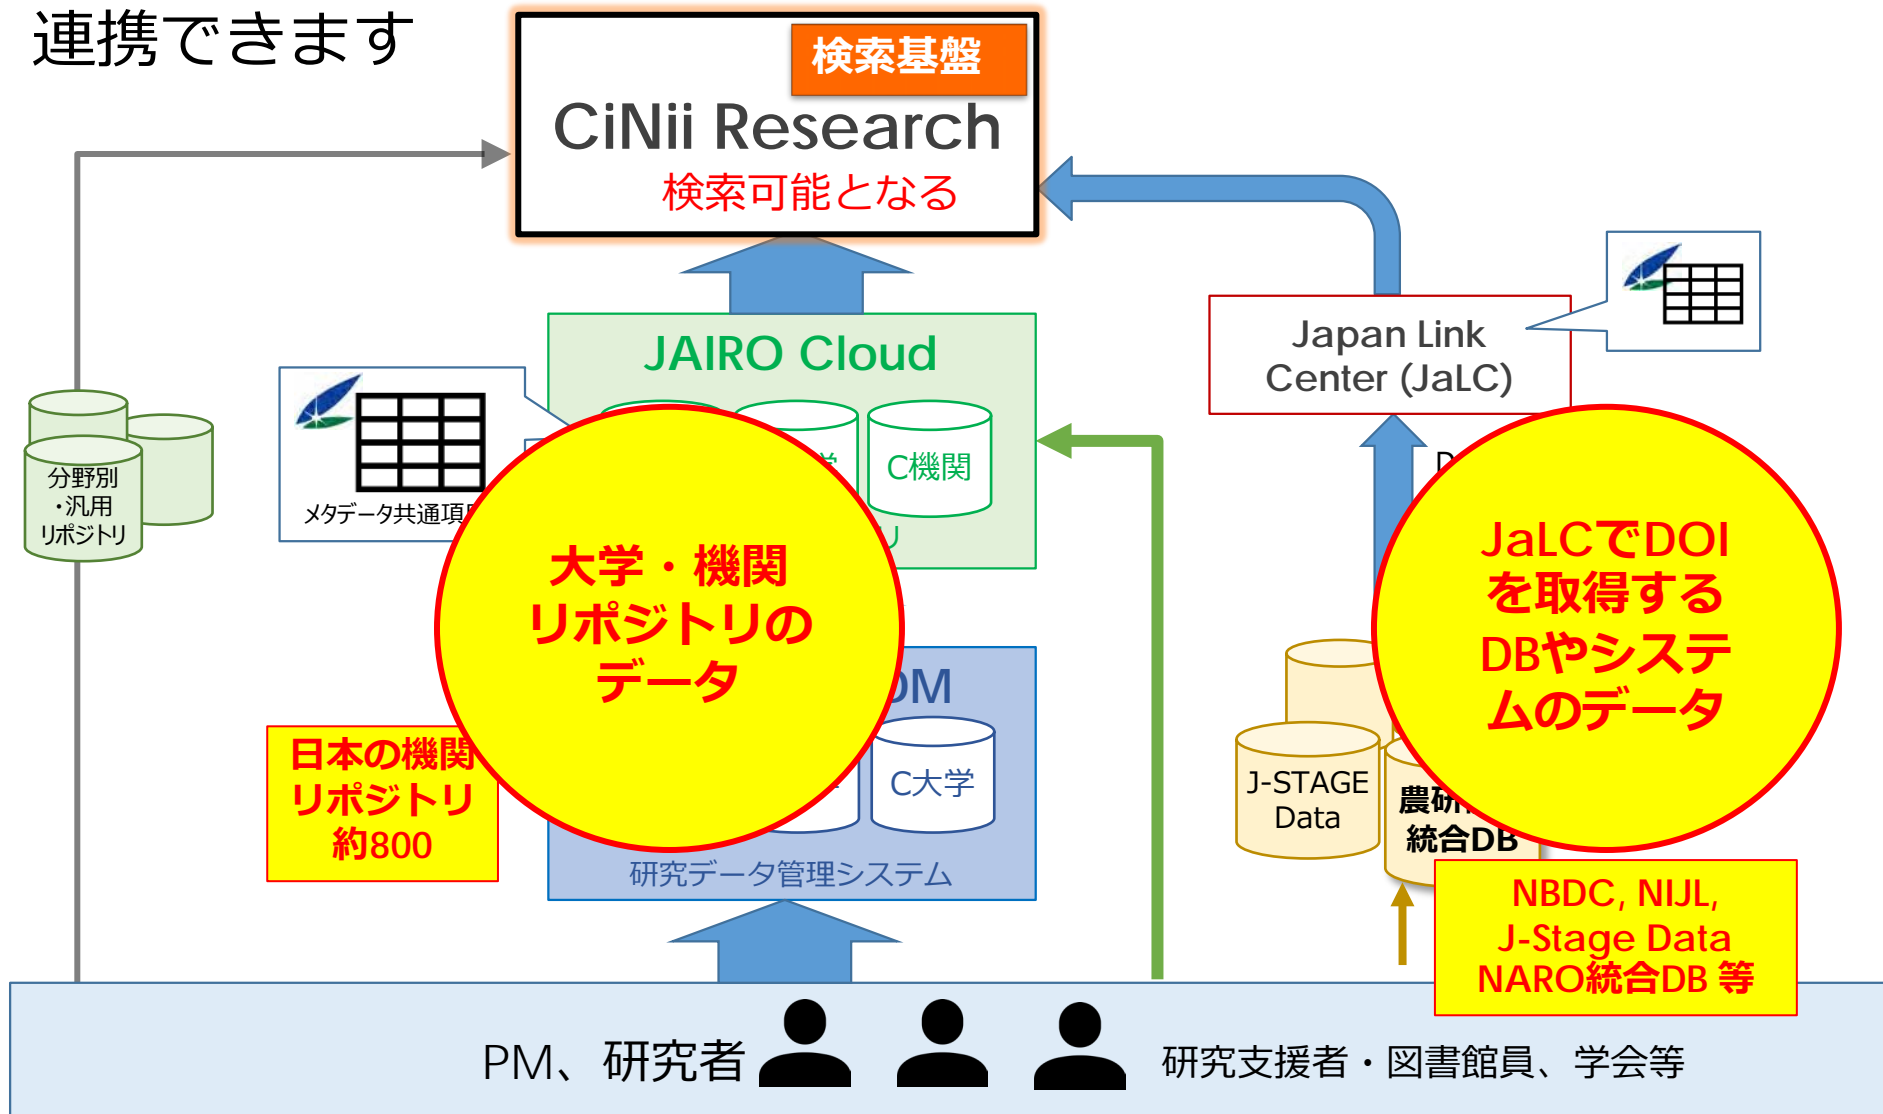 連携できます
検索基盤
CiNii Research
検索可能となる
JAIRO Cloud
C機関
Japan Link
Center (JaLC)
分野別
・汎用
リポジトリ
メタデータ共通項
大学・機関
リポジトリの
データ
JaLCでDOI
を取得する
DBやシステ
ムのデータ
日本の機関
リポジトリ
約800
DM
C大学
研究データ管理システム
J-STAGE
Data
農研
統合DB
NBDC, NIJL,
J-Stage Data
NARO統合DB 等
PM、研究者
研究支援者・図書館員、学会等